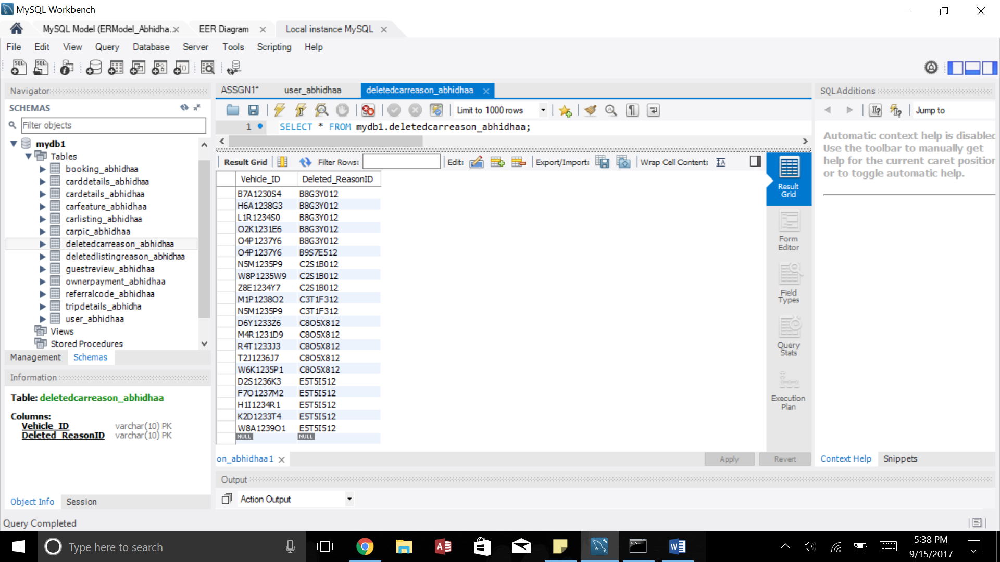 MySQL Workbench
MySQL Model (ERModel_Abhidha.. EER Diagram Local instance MySQL
File Edit View Query Database Server Tools Scripting Help
Navigator
SCHEMAS
Filter objects
mydb1
Tables
booking_abhidhaa
carddetails_abhidhaa
cardetails_abhidhaa
carfeature_abhidhaa
carlisting_abhidhaa
carpic_abhidhaa
deletedcarreason_abhidhaa
deletedlistingreason_abhidhaa
guestreview_abhidhaa
ownerpayment_abhidhaa
referralcode_abhidhaa
tripdetails_abhidha
user_abhidhaa
Views
Stored Procedures
Management Schemas
Information
Table: deletedcarreason_abhidhaa
Columns:
Vehicle_ID varchar(10) PK
Deleted_ReasonID varchar(10) PK
Object Info Session
Query Completed
ASSGN1* user_abhidhaa deletedcarreason_abhidhaa
Limit to 1000 rows
1 SELECT * FROM mydb1.deletedcarreason_abhidhaa;
Result Grid Filter Rows: Edit: Export/Import: Wrap Cell Content:
Vehicle_ID Deleted_ReasonID
B7A1230S4 B8G3Y012
H6A1238G3 B8G3Y012
L1R1234S0 B8G3Y012
O2K1231E6 B8G3Y012
O4P1237Y6 B8G3Y012
O4P1237Y6 B9S7E512
N5M1235P9 C2S1B012
W8P1235W9 C2S1B012
Z8E1234Y7 C2S1B012
M1P1238O2 C3T1F312
N5M1235P9 C3T1F312
D6Y1233Z6 C8O5X812
M4R1231D9 C8O5X812
R4T1233J3 C8O5X812
T2J1236J7 C8O5X812
W6K1235P1 C8O5X812
D2S1236K3 E5T5I512
F7O1237M2 E5T5I512
H1I1234R1 E5T5I512
K2D1233T4 E5T5I512
W8A1239O1 E5T5I512
NULL NULL
Result
Grid
Form
Editor
Field
Types
Query
Stats
Execution
Plan
on_abhidhaa1
Apply Revert
Output
Action Output
SQLAdditions
Jump to
Automatic context help is disabled
Use the toolbar to manually get
help for the current caret position
or to toggle automatic help.
Context Help Snippets
Type here to search
5:38 PM
9/15/2017